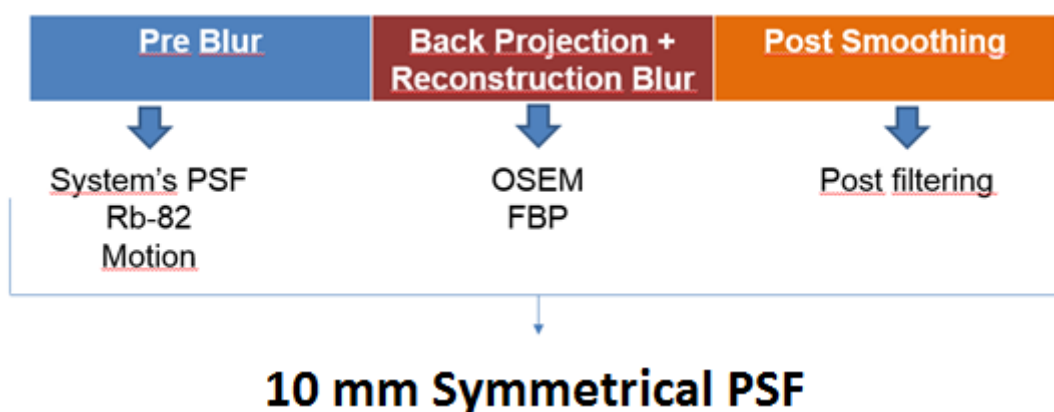 Pre Blur
Back Projection +
Reconstruction Blur
Post Smoothing
System's PSF
Rb-82
Motion
OSEM
FBP
Post filtering
10 mm Symmetrical PSF